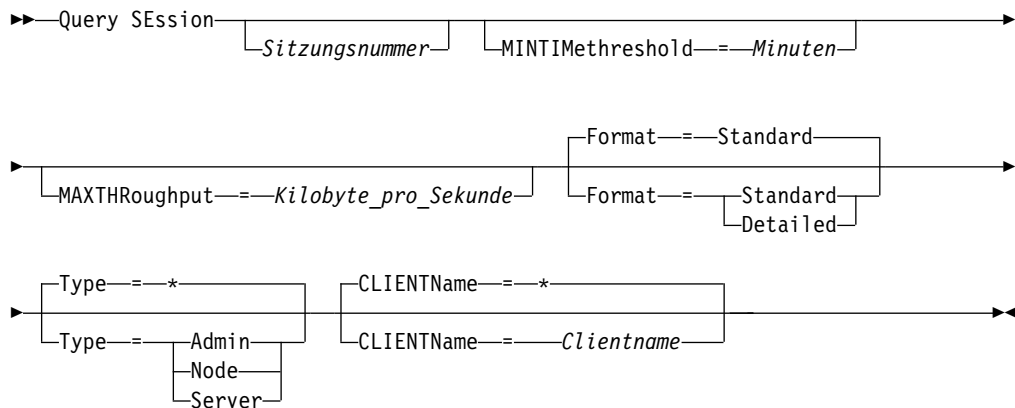 Query SEssion
Sitzungsnummer
MINTIMethreshold = Minuten
Format = Standard
MAXTHRoughput = Kilobyte_pro_Sekunde
Format = Standard
Detailed
Type = *
CLIENTName = *
Type = Admin
Node
Server
CLIENTName = Clientname